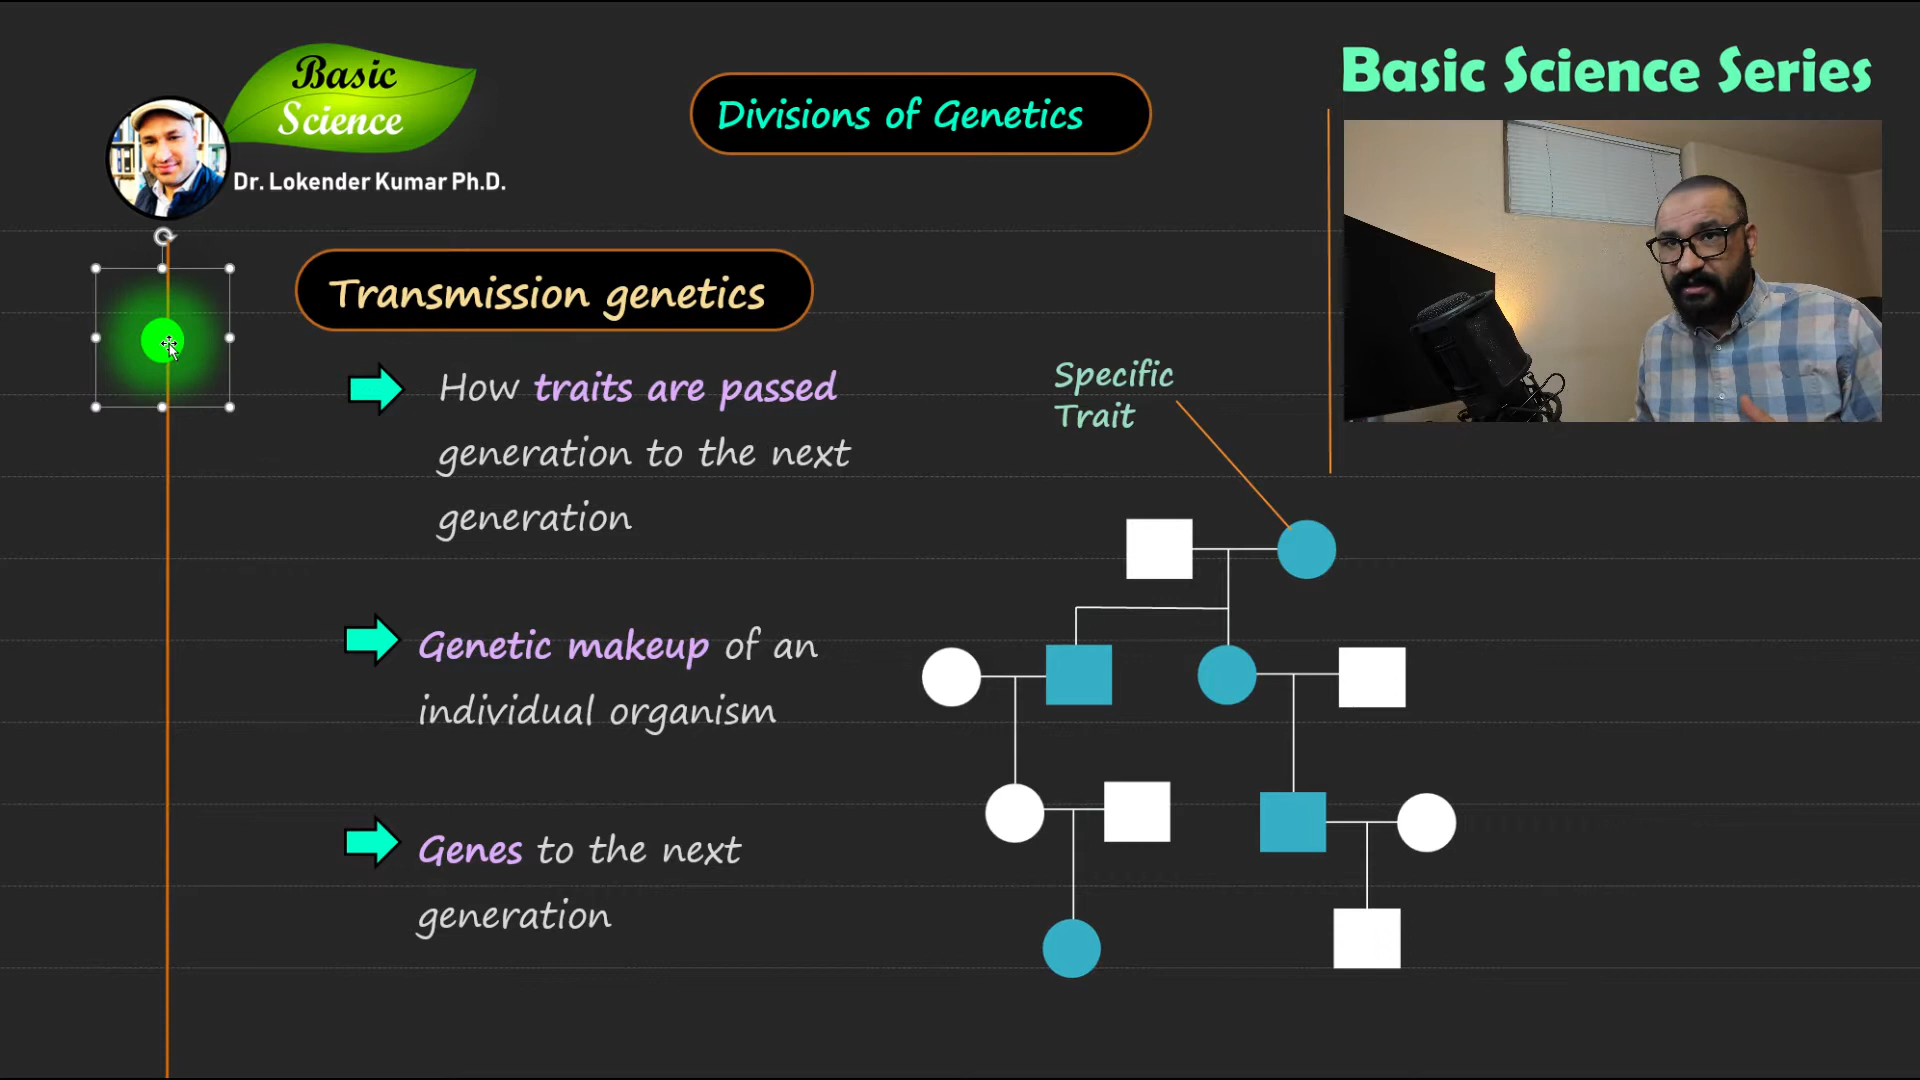 Basic
Science
Dr. Lokender Kumar Ph.D.
Divisions of Genetics
Basic Science Series
Transmission genetics
How traits are passed
generation to the next
generation
Genetic makeup of an
individual organism
Genes to the next
generation
Specific
Trait